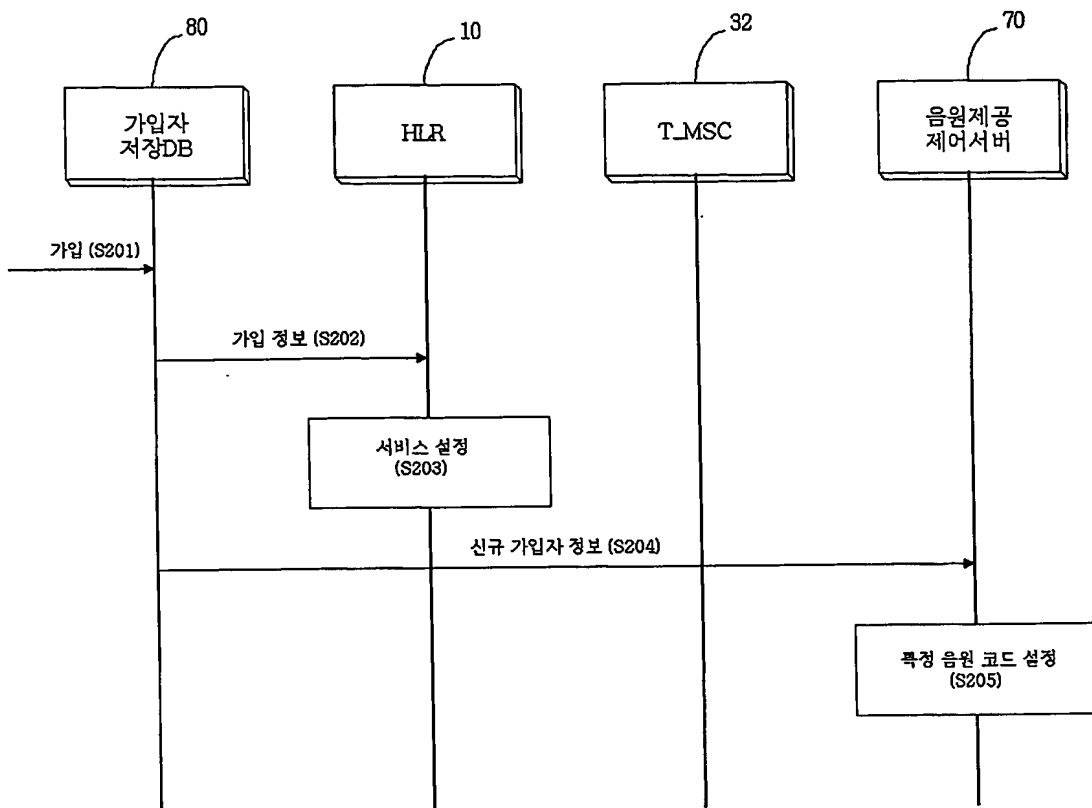 80
10
32
70
가입자
저장DB
HLR
T_MSC
음원제공
제어서버
가입 (S201)
가입 정보 (S202)
서비스 설정
(S203)
신규 가입자 정보 (S204)
특정 음원 코드 설정
(S205)